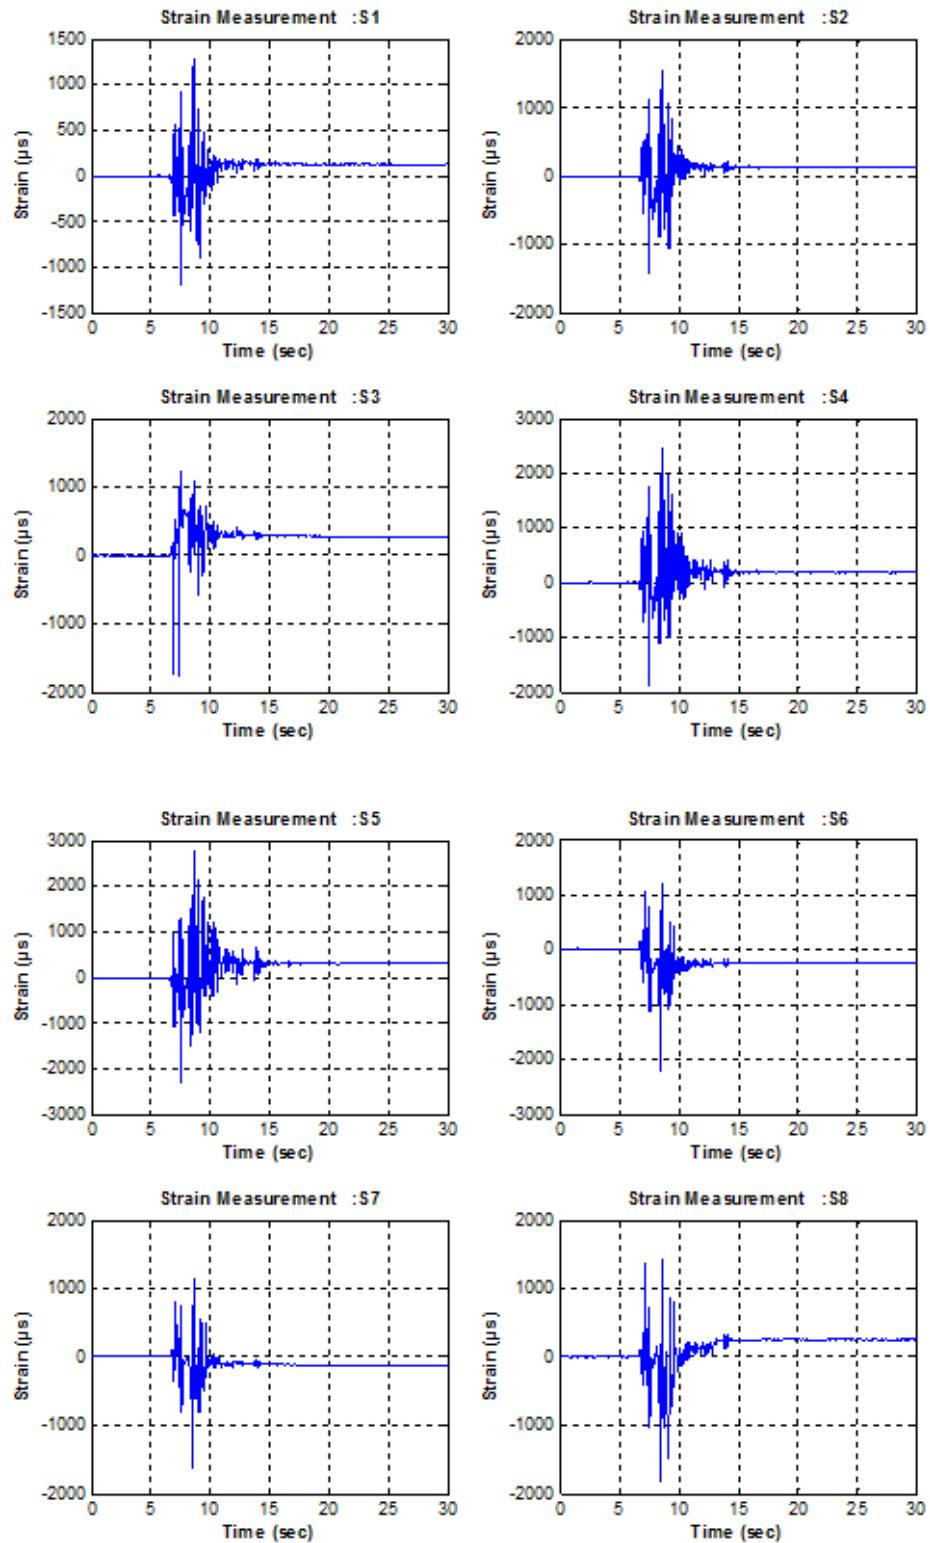 Strain Measurement :S1
1500
1000
500
0
-500
-1000
-1500
Strain (µs)
0 5 10 15 20 25 30
Time (sec)
Strain Measurement :S2
2000
1000
0
-1000
-2000
Strain (µs)
0 5 10 15 20 25 30
Time (sec)
Strain Measurement :S3
2000
1000
0
-1000
-2000
Strain (µs)
0 5 10 15 20 25 30
Time (sec)
Strain Measurement :S4
3000
2000
1000
0
-1000
-2000
Strain (µs)
0 5 10 15 20 25 30
Time (sec)
Strain Measurement :S5
3000
2000
1000
0
-1000
-2000
-3000
Strain (µs)
0 5 10 15 20 25 30
Time (sec)
Strain Measurement :S6
2000
1000
0
-1000
-2000
-3000
Strain (µs)
0 5 10 15 20 25 30
Time (sec)
Strain Measurement :S7
2000
1000
0
-1000
-2000
Strain (µs)
0 5 10 15 20 25 30
Time (sec)
Strain Measurement :S8
2000
1000
0
-1000
-2000
Strain (µs)
0 5 10 15 20 25 30
Time (sec)